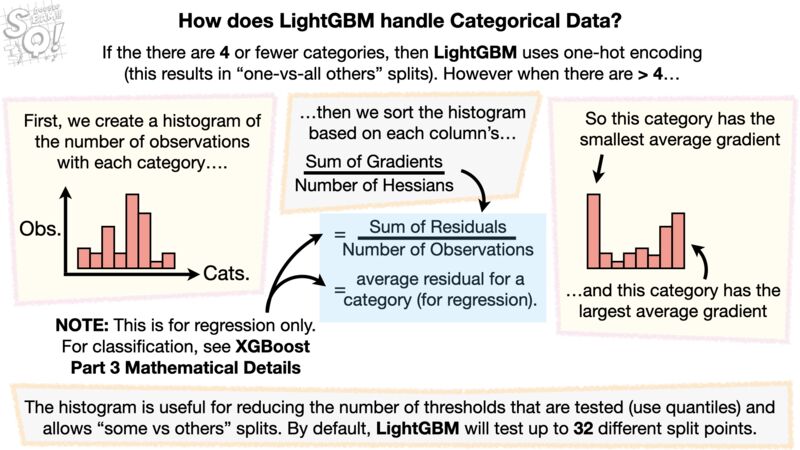 SQ!
How does LightGBM handle Categorical Data?
If the there are 4 or fewer categories, then LightGBM uses one-hot encoding
(this results in “one-vs-all others” splits). However when there are > 4…
First, we create a histogram of
the number of observations
with each category….
Obs.
Cats.
…then we sort the histogram
based on each column’s…
Sum of Gradients
Number of Hessians
= Sum of Residuals
Number of Observations
= average residual for a
category (for regression).
NOTE: This is for regression only.
For classification, see XGBoost
Part 3 Mathematical Details
So this category has the
smallest average gradient
…and this category has the
largest average gradient
The histogram is useful for reducing the number of thresholds that are tested (use quantiles) and
allows “some vs others” splits. By default, LightGBM will test up to 32 different split points.